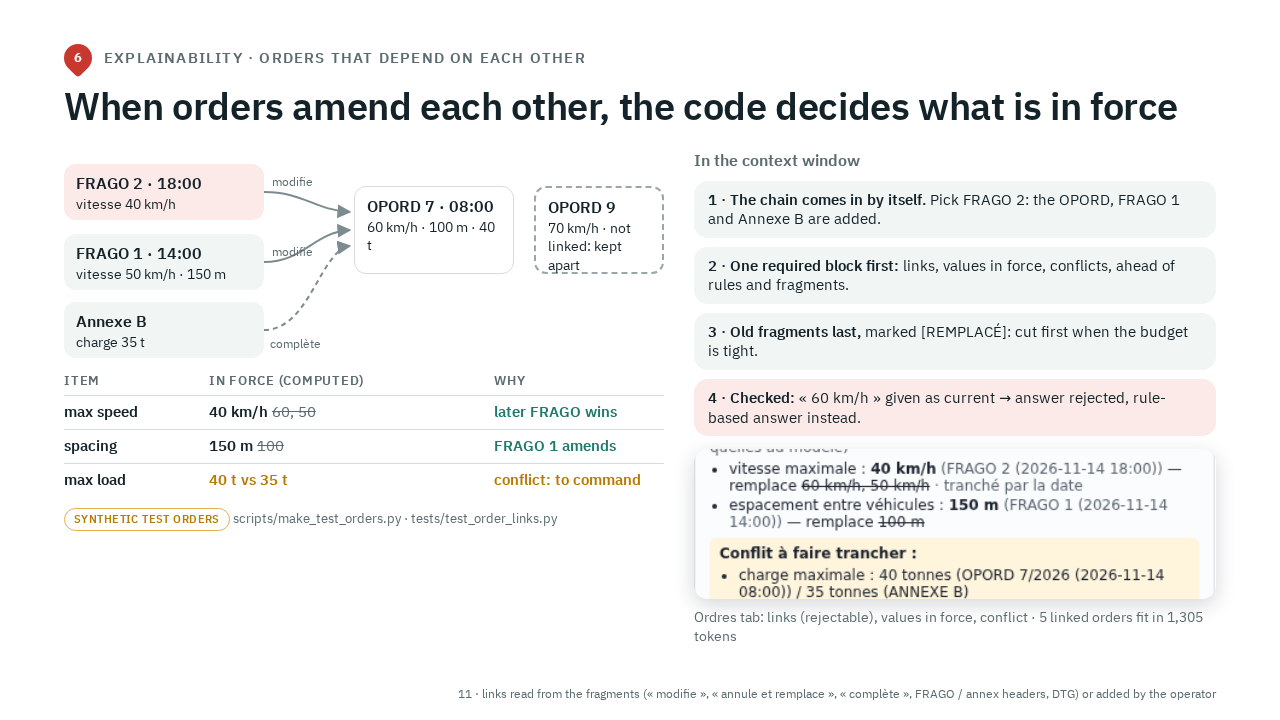 6
EXPLAINABILITY · ORDERS THAT DEPEND ON EACH OTHER
When orders amend each other, the code decides what is in force
FRAGO 2 · 18:00
vitesse 40 km/h
modifie
FRAGO 1 · 14:00
vitesse 50 km/h · 150 m
modifie
Annexe B
charge 35 t
complète
OPORD 7 · 08:00
60 km/h · 100 m · 40
t
OPORD 9
70 km/h · not
linked: kept
apart
ITEM IN FORCE (COMPUTED) WHY
max speed 40 km/h 60, 50 later FRAGO wins
spacing 150 m 100 FRAGO 1 amends
max load 40 t vs 35 t conflict: to command
SYNTHETIC TEST ORDERS scripts/make_test_orders.py · tests/test_order_links.py
In the context window
1 · The chain comes in by itself. Pick FRAGO 2: the OPORD, FRAGO 1
and Annexe B are added.
2 · One required block first: links, values in force, conflicts, ahead of
rules and fragments.
3 · Old fragments last, marked [REMPLACÉ]: cut first when the budget
is tight.
4 · Checked: « 60 km/h » given as current → answer rejected, rule-
based answer instead.
quelles au modèle)
• vitesse maximale : 40 km/h (FRAGO 2 (2026-11-14 18:00)) —
remplace 60 km/h, 50 km/h · tranché par la date
• espacement entre véhicules : 150 m (FRAGO 1 (2026-11-14
14:00)) — remplace 100 m
Conflit à faire trancher :
• charge maximale : 40 tonnes (OPORD 7/2026 (2026-11-14
08:00)) / 35 tonnes (ANNEXE B)
Ordres tab: links (rejectable), values in force, conflict · 5 linked orders fit in 1,305
tokens
11 · links read from the fragments (« modifie », « annule et remplace », « complète », FRAGO / annex headers, DTG) or added by the operator